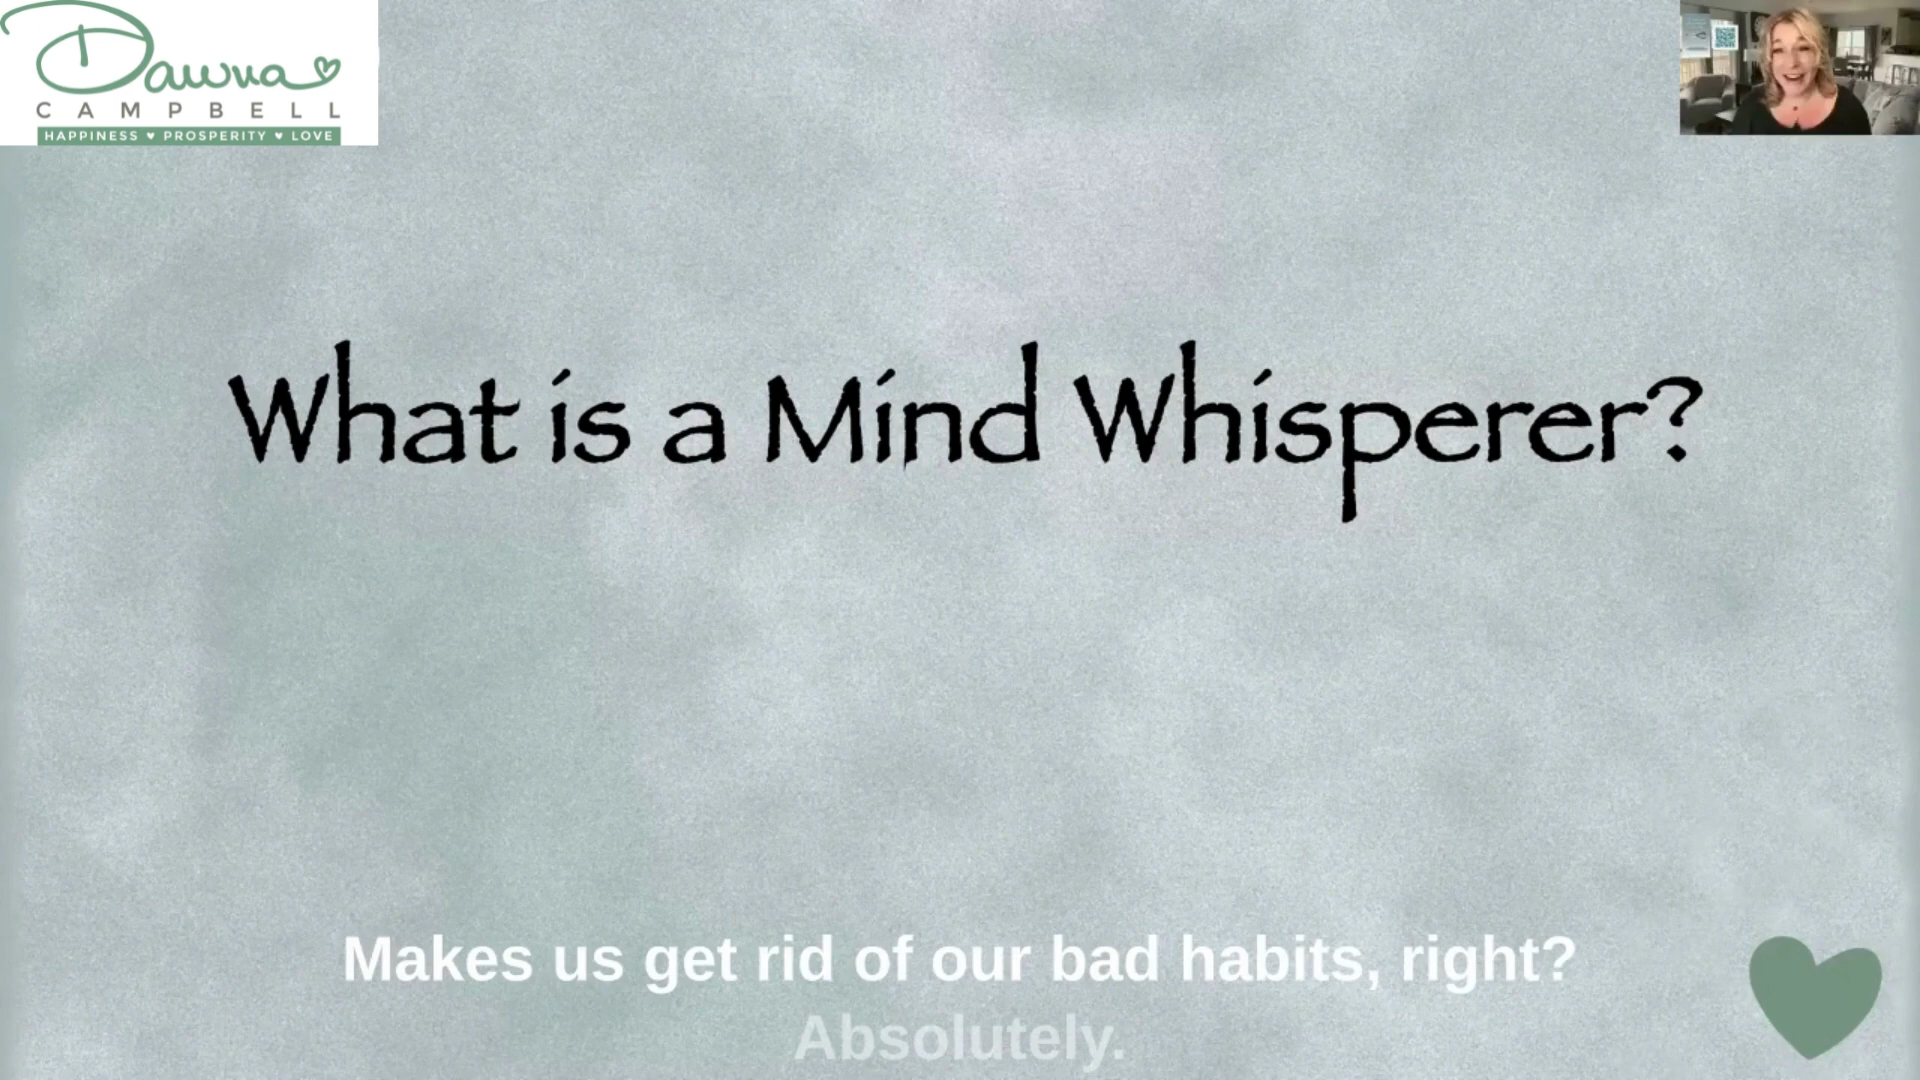 Dawna
CAMPBELL
HAPPINESS ♥ PROSPERITY ♥ LOVE
What is a Mind Whisperer?
Makes us get rid of our bad habits, right?
Absolutely.